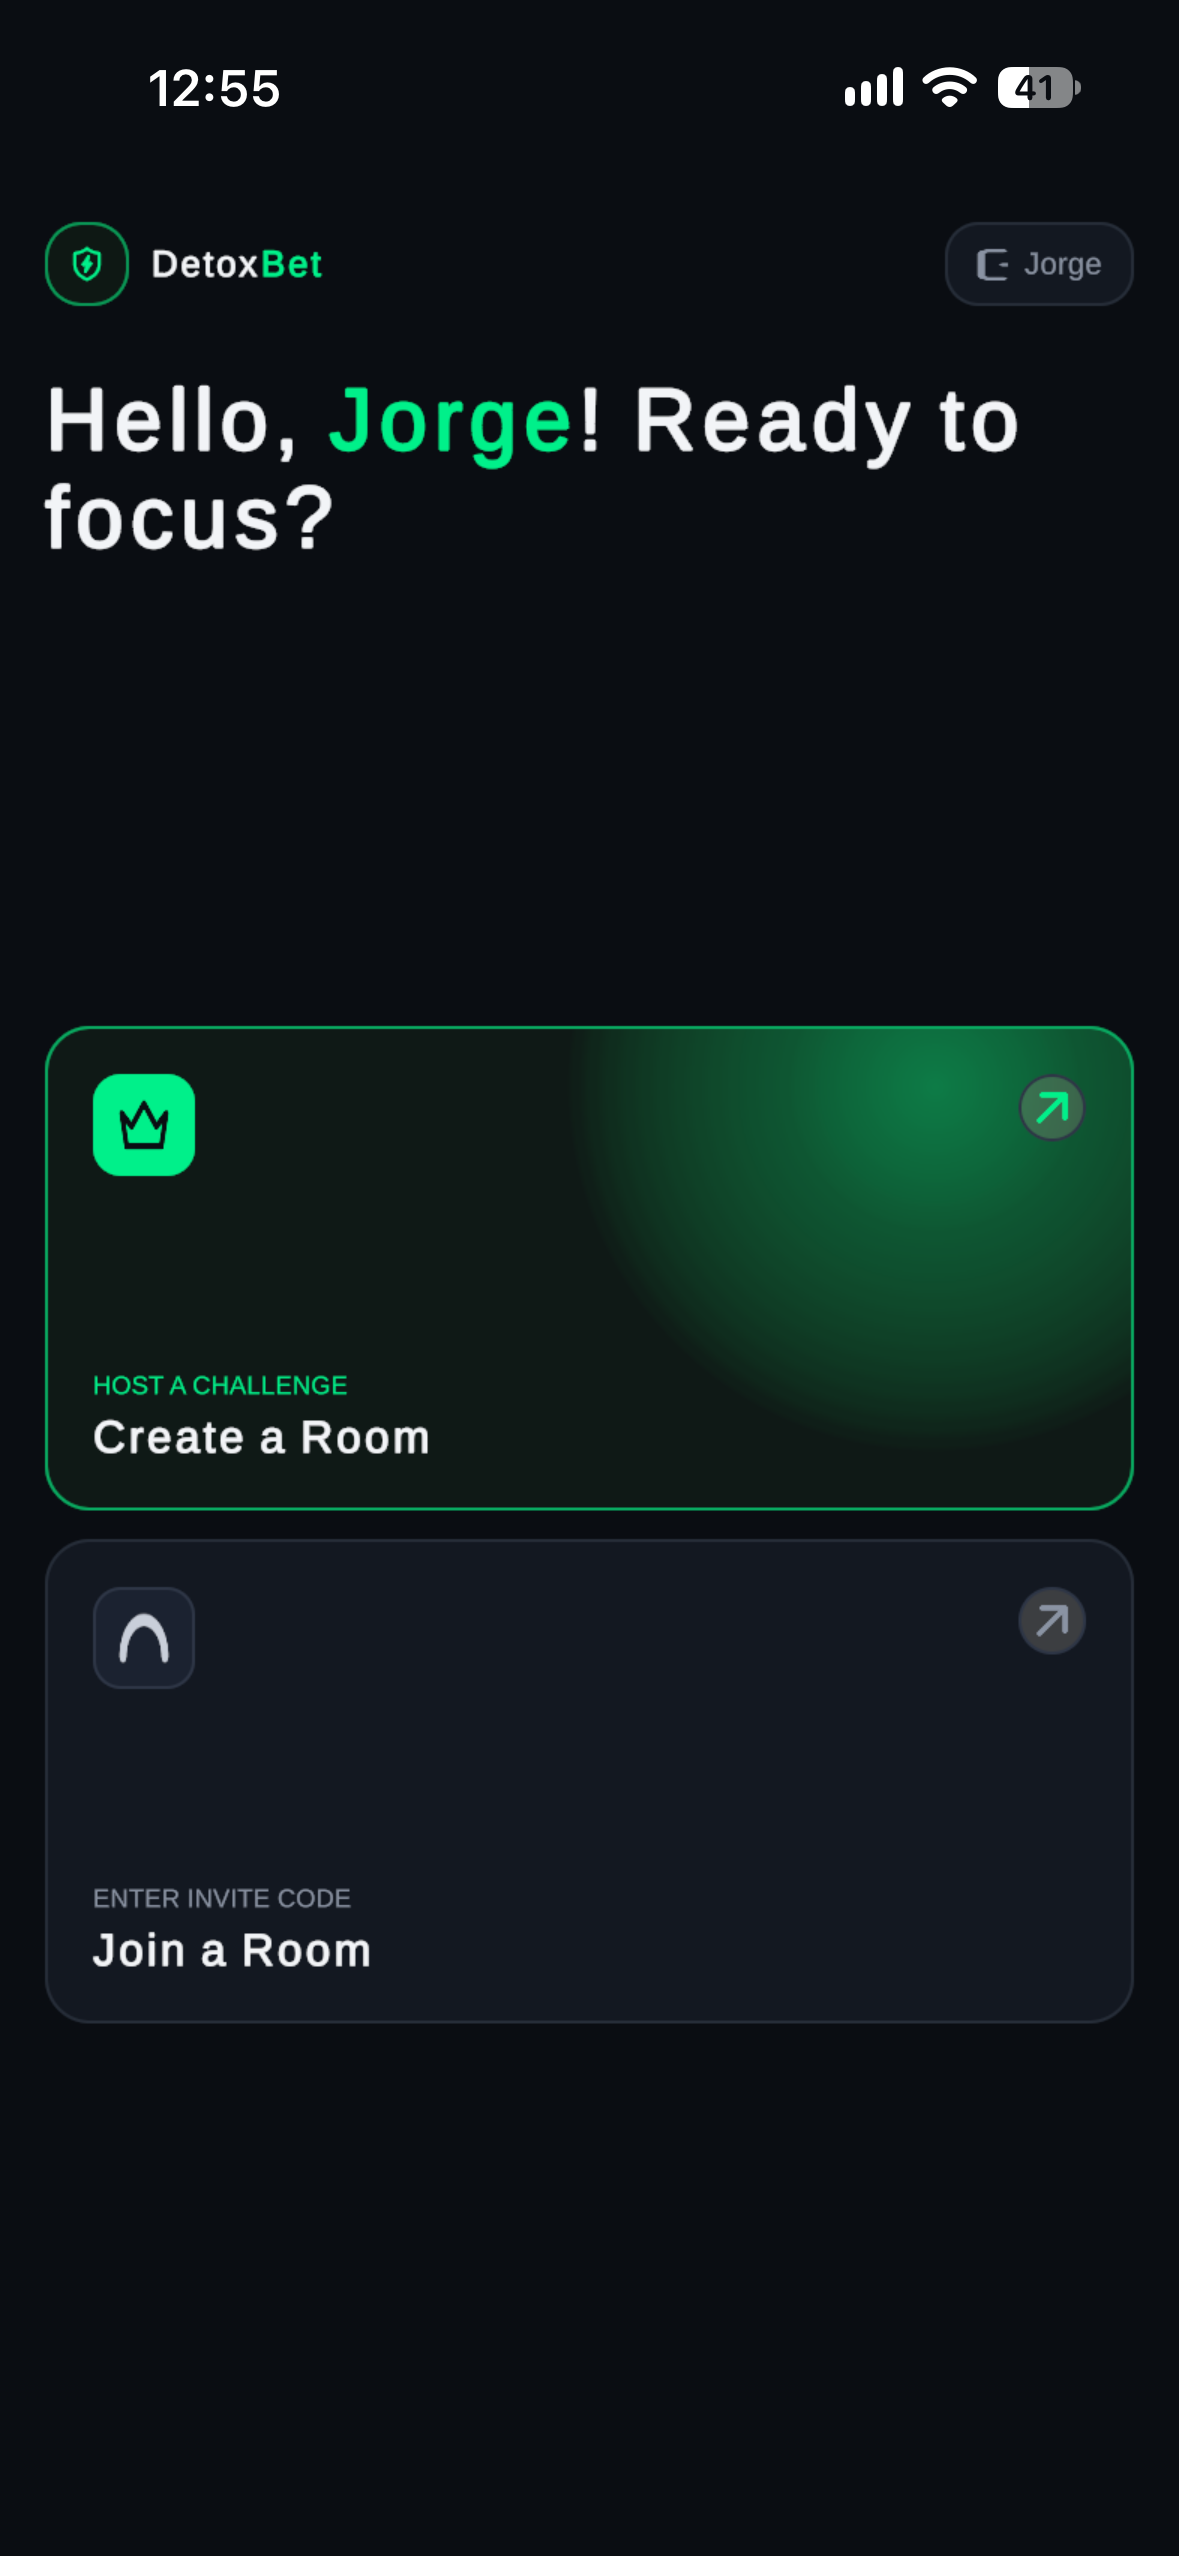 12:55
41
DetoxBet
Jorge
Hello, Jorge! Ready to
focus?
HOST A CHALLENGE
Create a Room
ENTER INVITE CODE
Join a Room